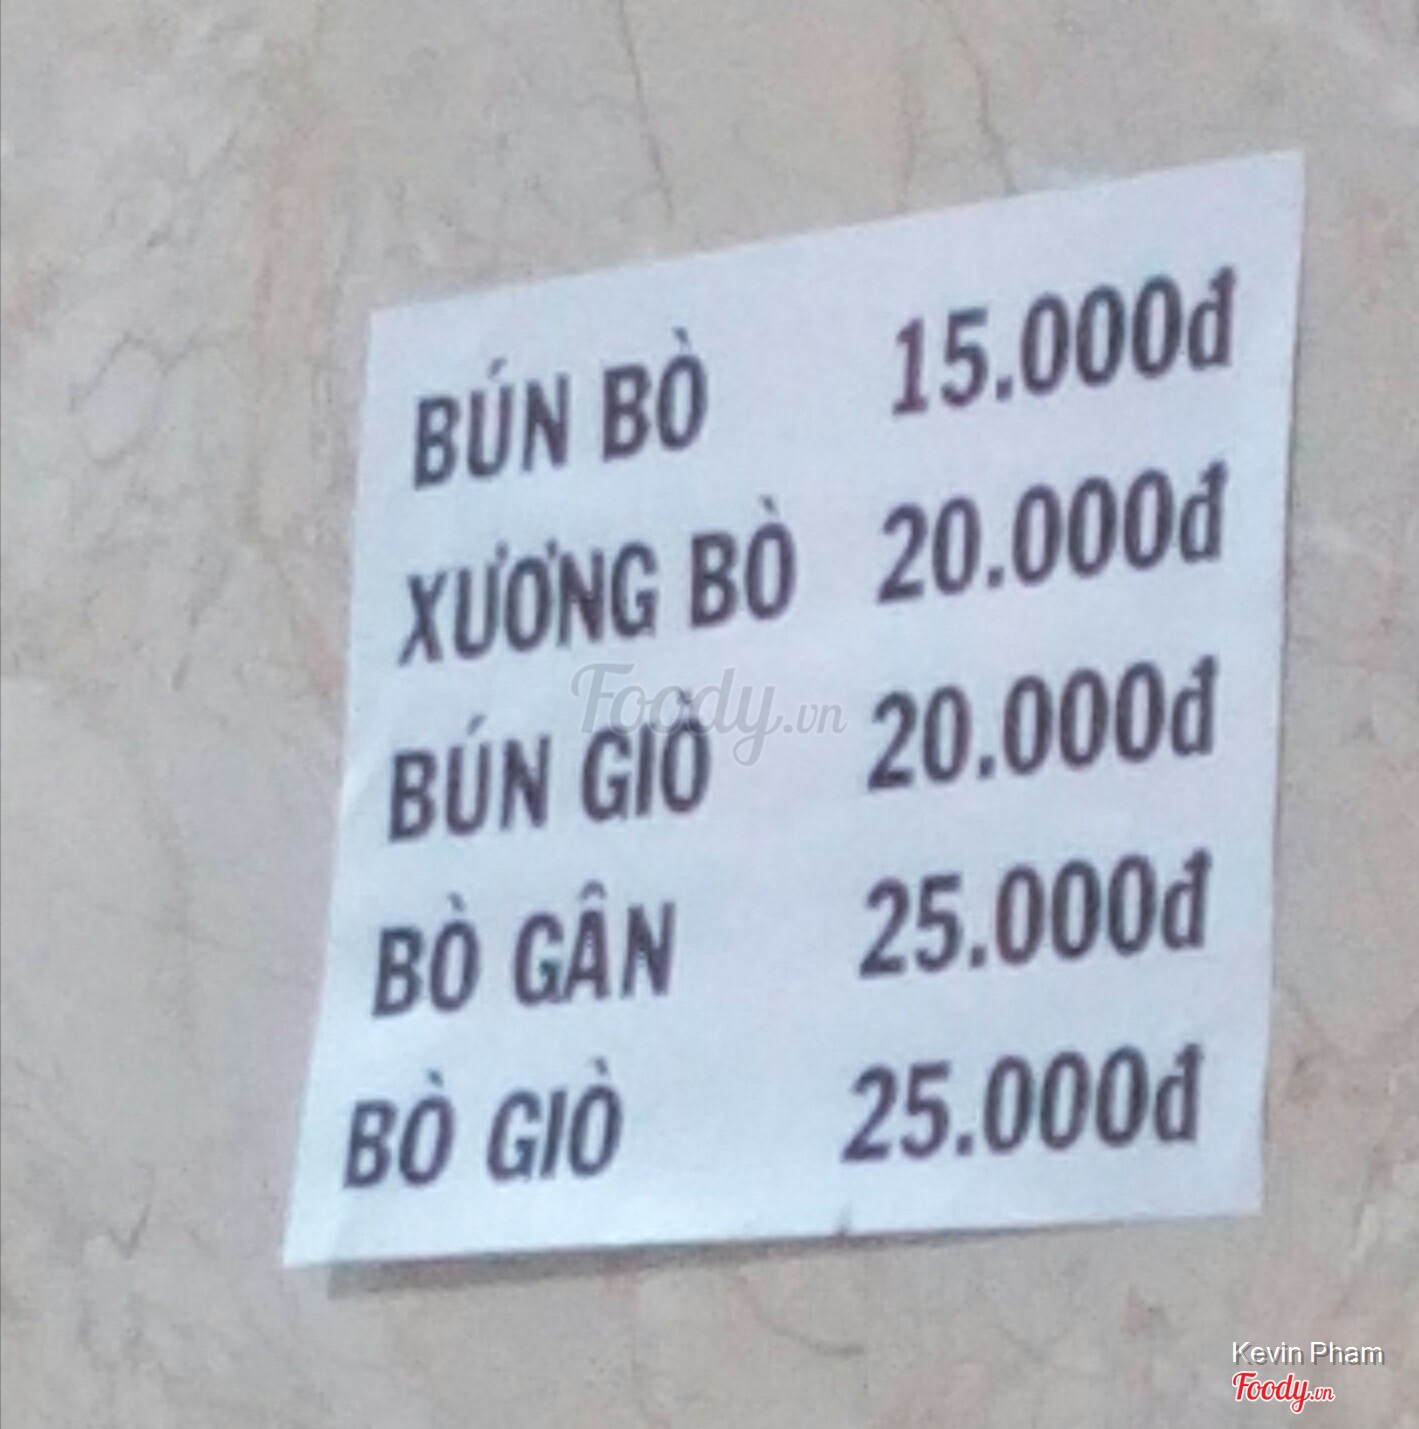 BÚN BÒ 15.000đ
XƯƠNG BÒ 20.000đ
Foody.vn
BÚN GIÒ 20.000đ
BÒ GÂN 25.000đ
BÒ GIÒ 25.000đ
Kevin Pham
Foody.vn